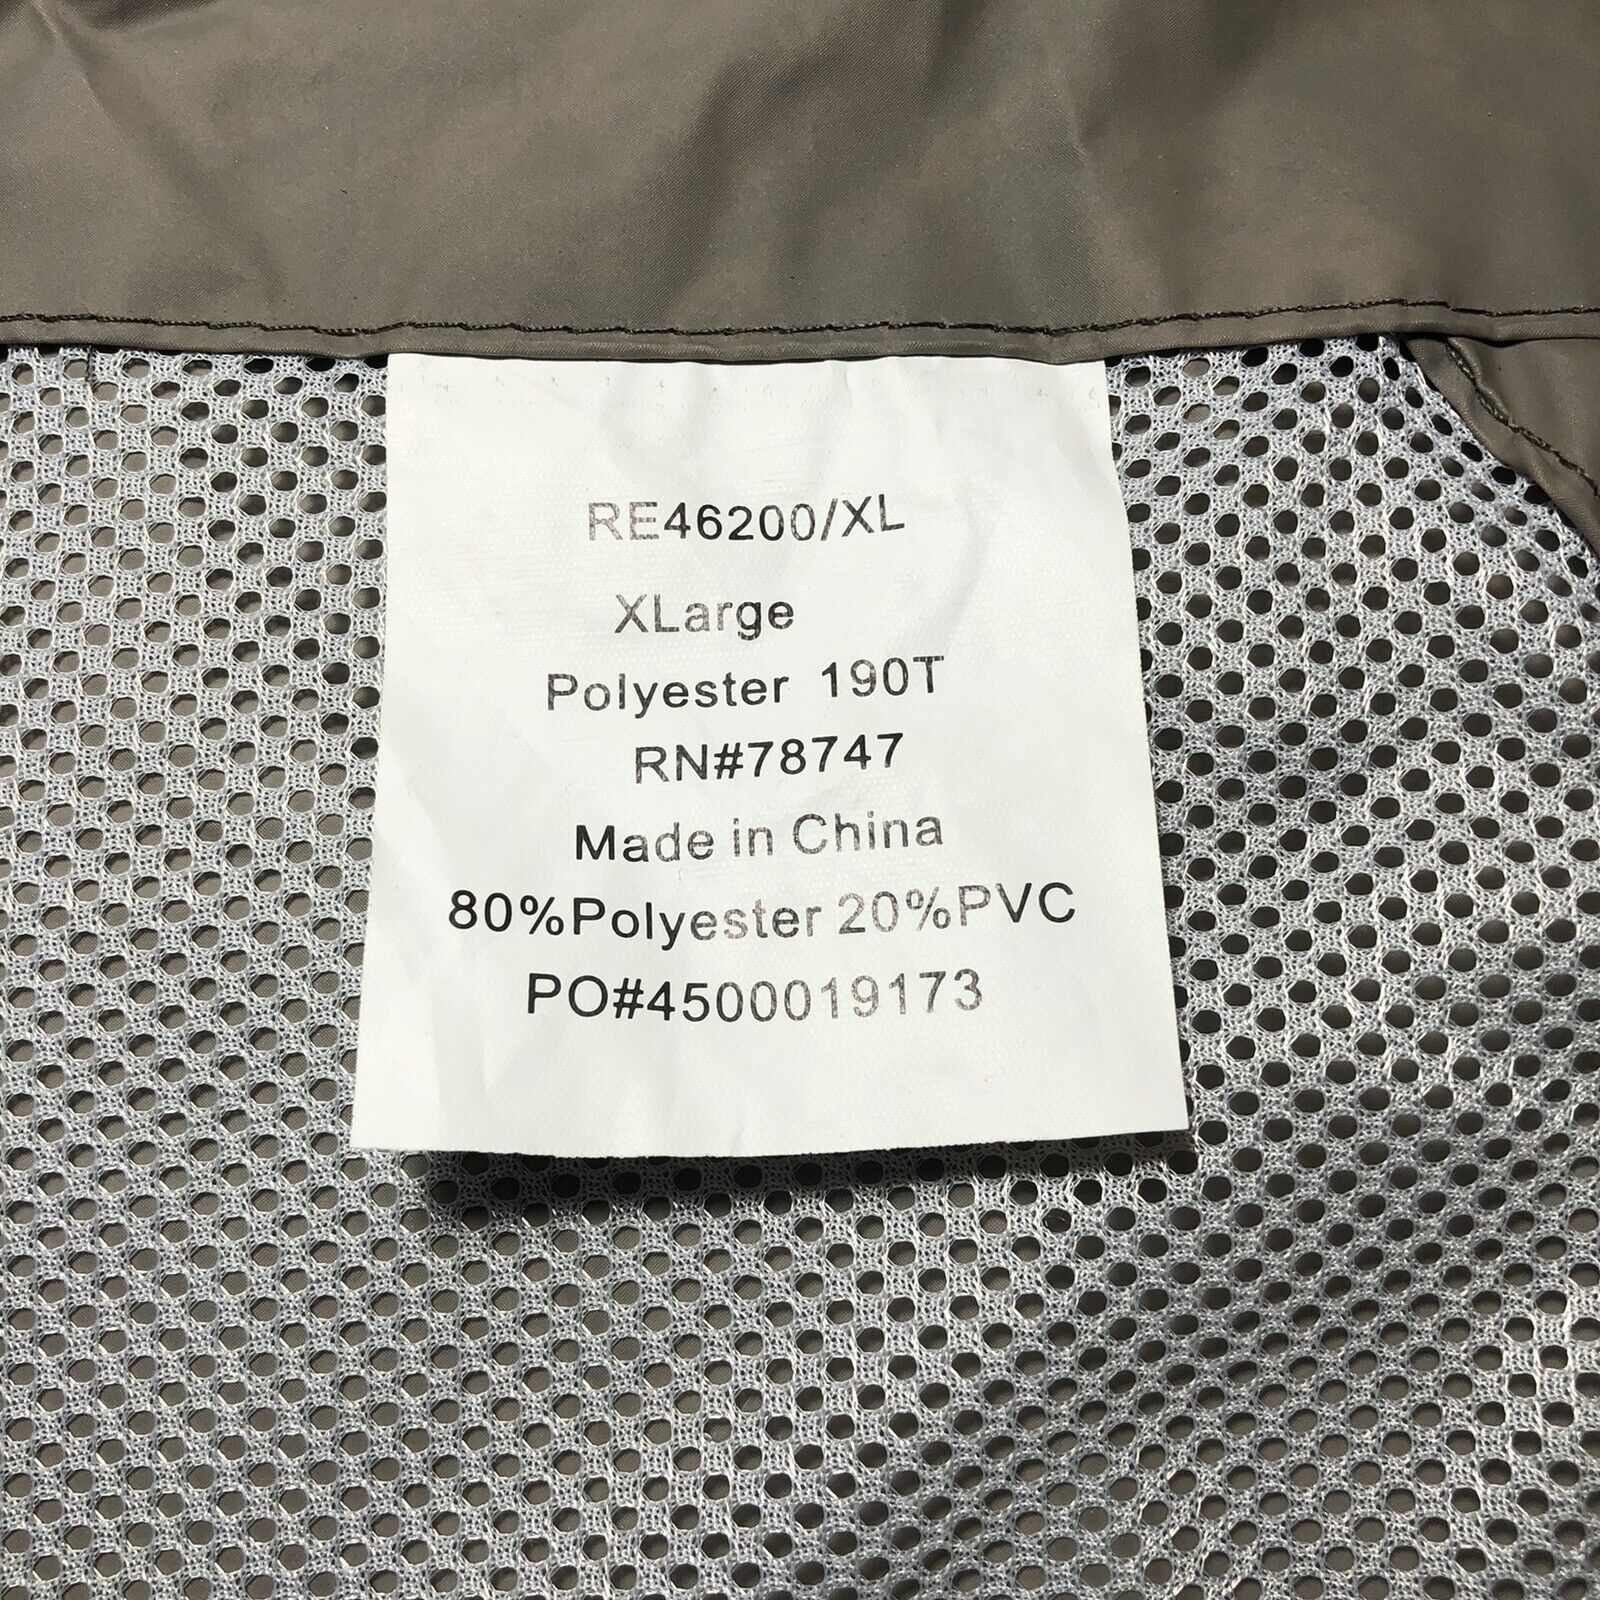 RE46200/XL
XLarge
Polyester 190T
RN#78747
Made in China
80%Polyester 20%PVC
PO#4500019173